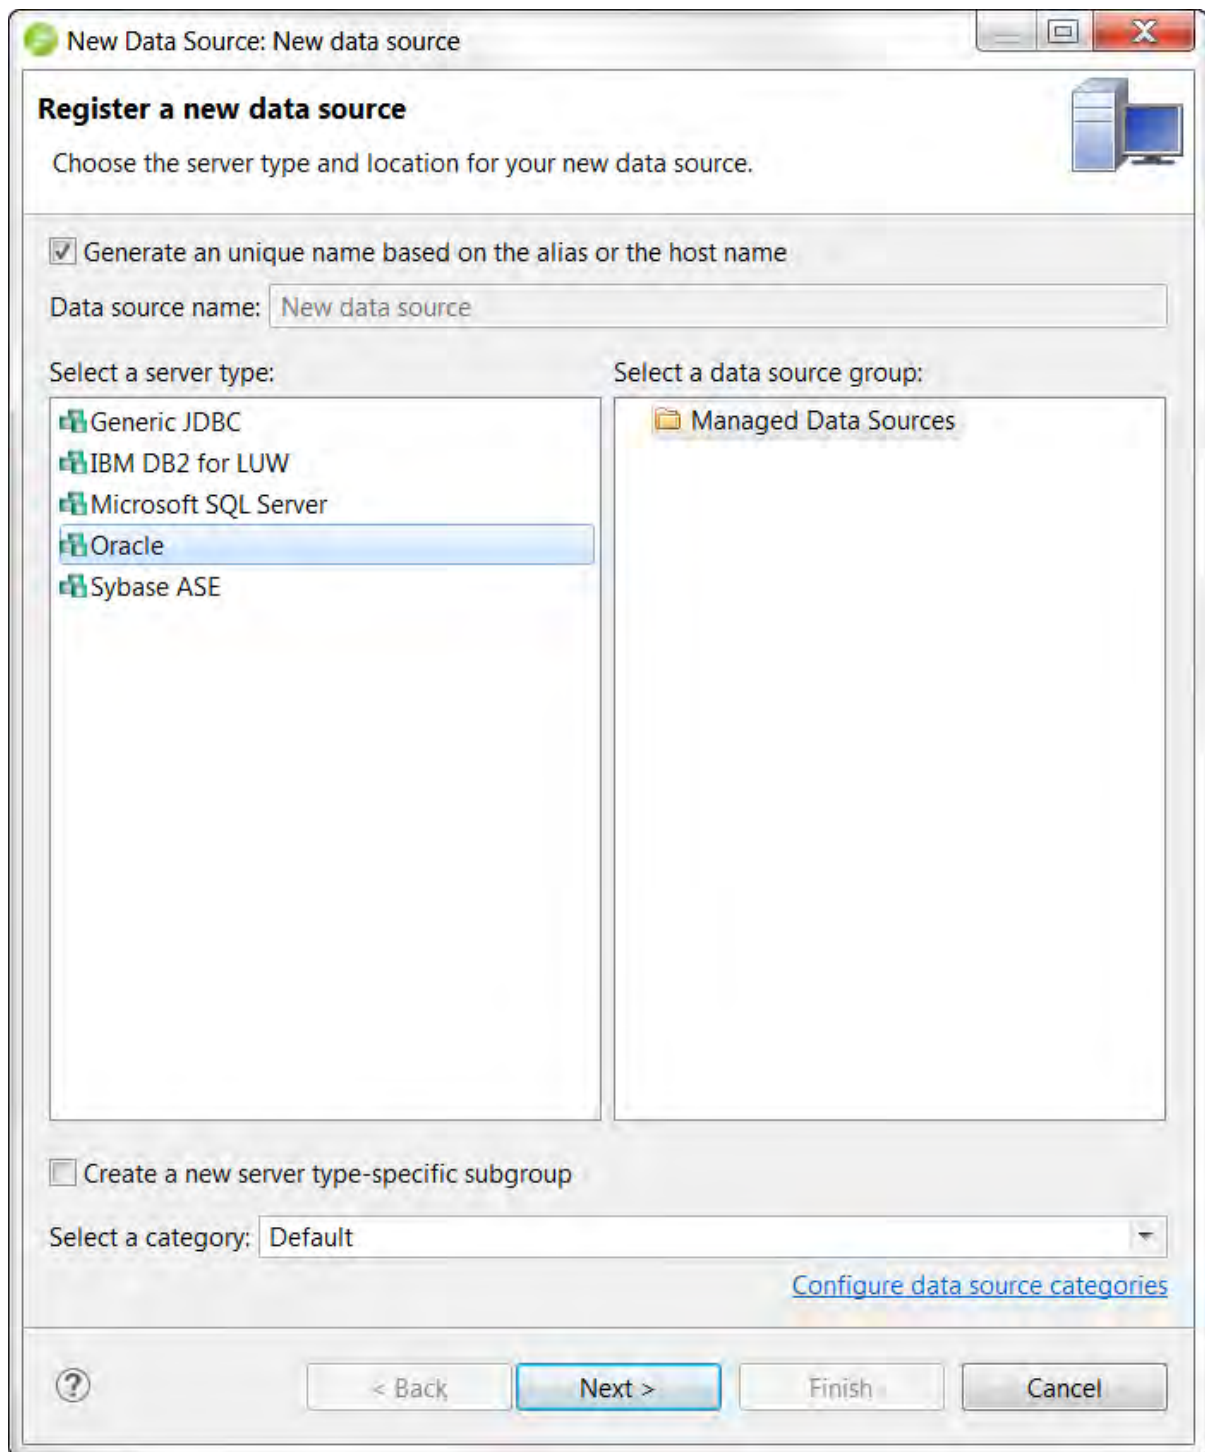 New Data Source: New data source
Register a new data source
Choose the server type and location for your new data source.
Generate an unique name based on the alias or the host name
Data source name: New data source
Select a server type:
Select a data source group:
Generic JDBC
Managed Data Sources
IBM DB2 for LUW
Microsoft SQL Server
Oracle
Sybase ASE
Create a new server type-specific subgroup
Select a category: Default
Configure data source categories
? < Back Next > Finish Cancel